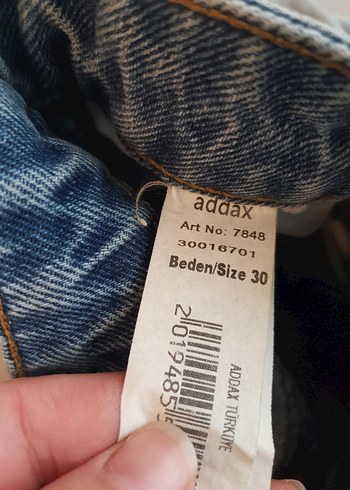 addax
Art No: 7848
30016701
Beden/Size 30
ADDAX TÜRKİYE